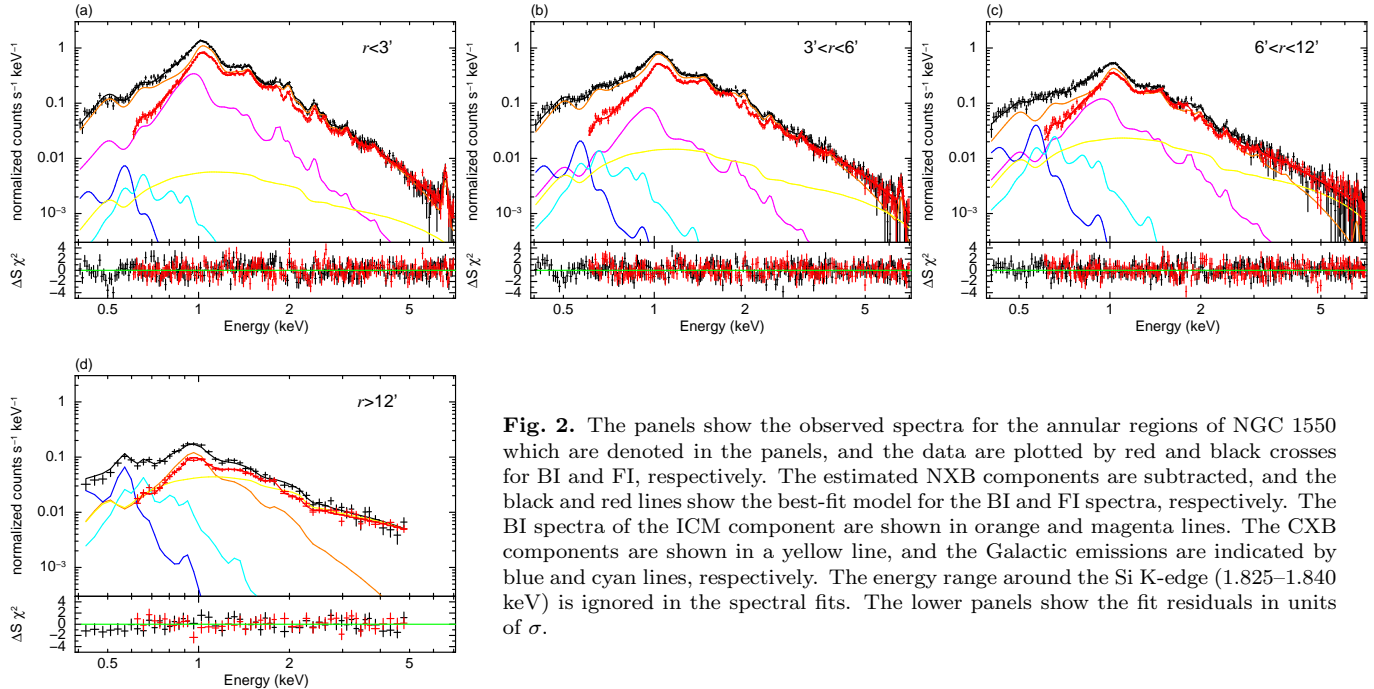 (a)
r<3'
1
0.1
0.01
10⁻³
normalized counts s⁻¹ keV⁻¹
4
2
0
−2
−4
ΔS χ²
0.5 1 2 5
Energy (keV)
(b)
3'<r<6'
1
0.1
0.01
10⁻³
normalized counts s⁻¹ keV⁻¹
4
2
0
−2
−4
ΔS χ²
0.5 1 2 5
Energy (keV)
(c)
6'<r<12'
1
0.1
0.01
10⁻³
normalized counts s⁻¹ keV⁻¹
4
2
0
−2
−4
ΔS χ²
0.5 1 2 5
Energy (keV)
(d)
r>12'
1
0.1
0.01
10⁻³
normalized counts s⁻¹ keV⁻¹
4
2
0
−2
−4
ΔS χ²
0.5 1 2 5
Energy (keV)
Fig. 2. The panels show the observed spectra for the annular regions of NGC 1550
which are denoted in the panels, and the data are plotted by red and black crosses
for BI and FI, respectively. The estimated NXB components are subtracted, and the
black and red lines show the best-fit model for the BI and FI spectra, respectively. The
BI spectra of the ICM component are shown in orange and magenta lines. The CXB
components are shown in a yellow line, and the Galactic emissions are indicated by
blue and cyan lines, respectively. The energy range around the Si K-edge (1.825–1.840
keV) is ignored in the spectral fits. The lower panels show the fit residuals in units
of σ.